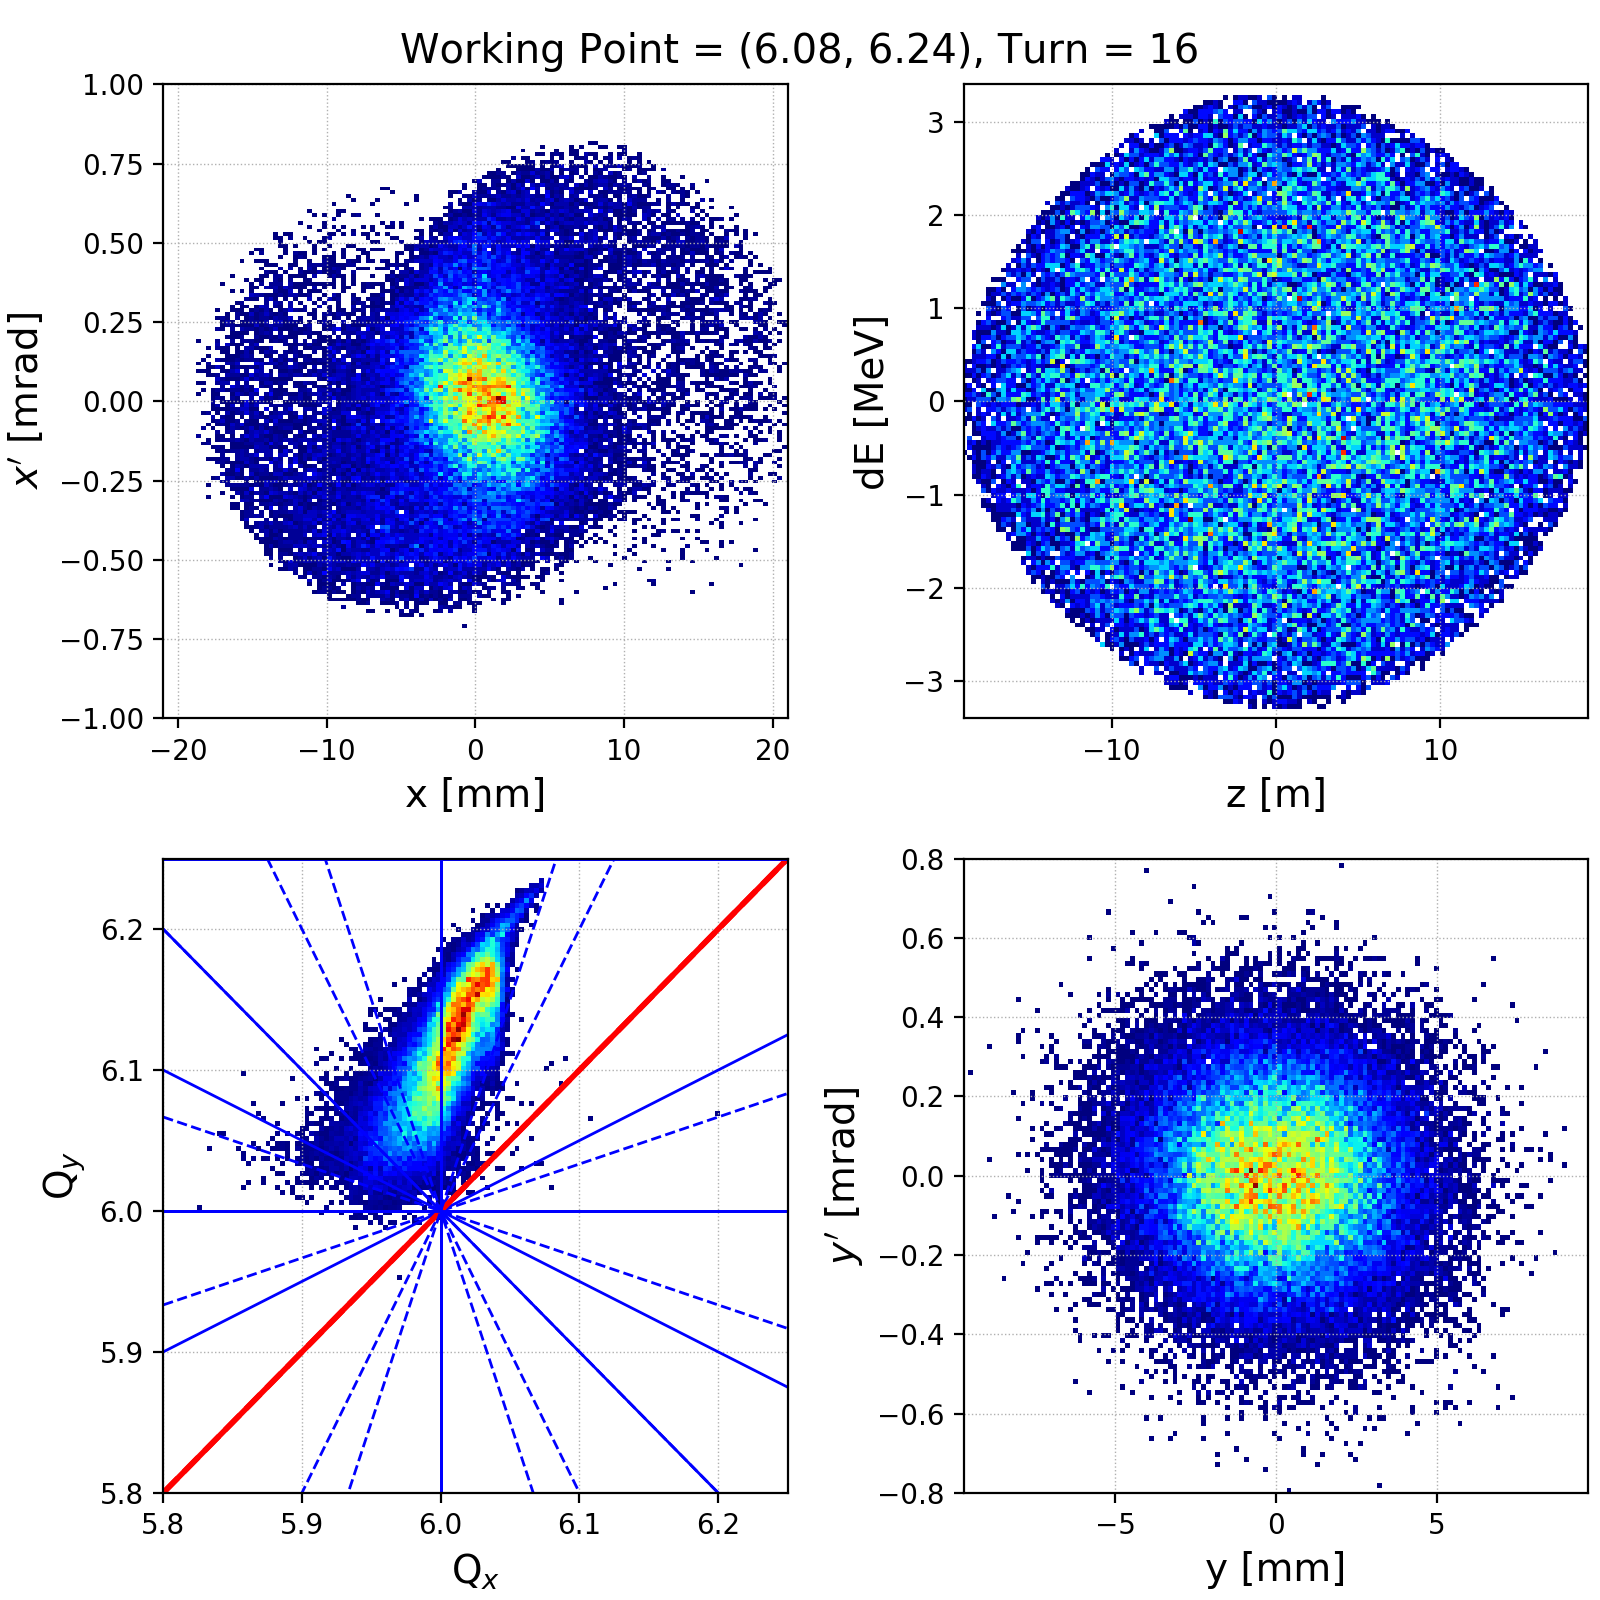 Working Point = (6.08, 6.24), Turn = 16
1.00
0.75
0.50
0.25
0.00
−0.25
−0.50
−0.75
−1.00
x′ [mrad]
−20 −10 0 10 20
x [mm]
3
2
1
0
−1
−2
−3
dE [MeV]
−10 0 10
z [m]
6.2
6.1
6.0
5.9
5.8
Qy
5.8 5.9 6.0 6.1 6.2
Qx
0.8
0.6
0.4
0.2
0.0
−0.2
−0.4
−0.6
−0.8
y′ [mrad]
−5 0 5
y [mm]